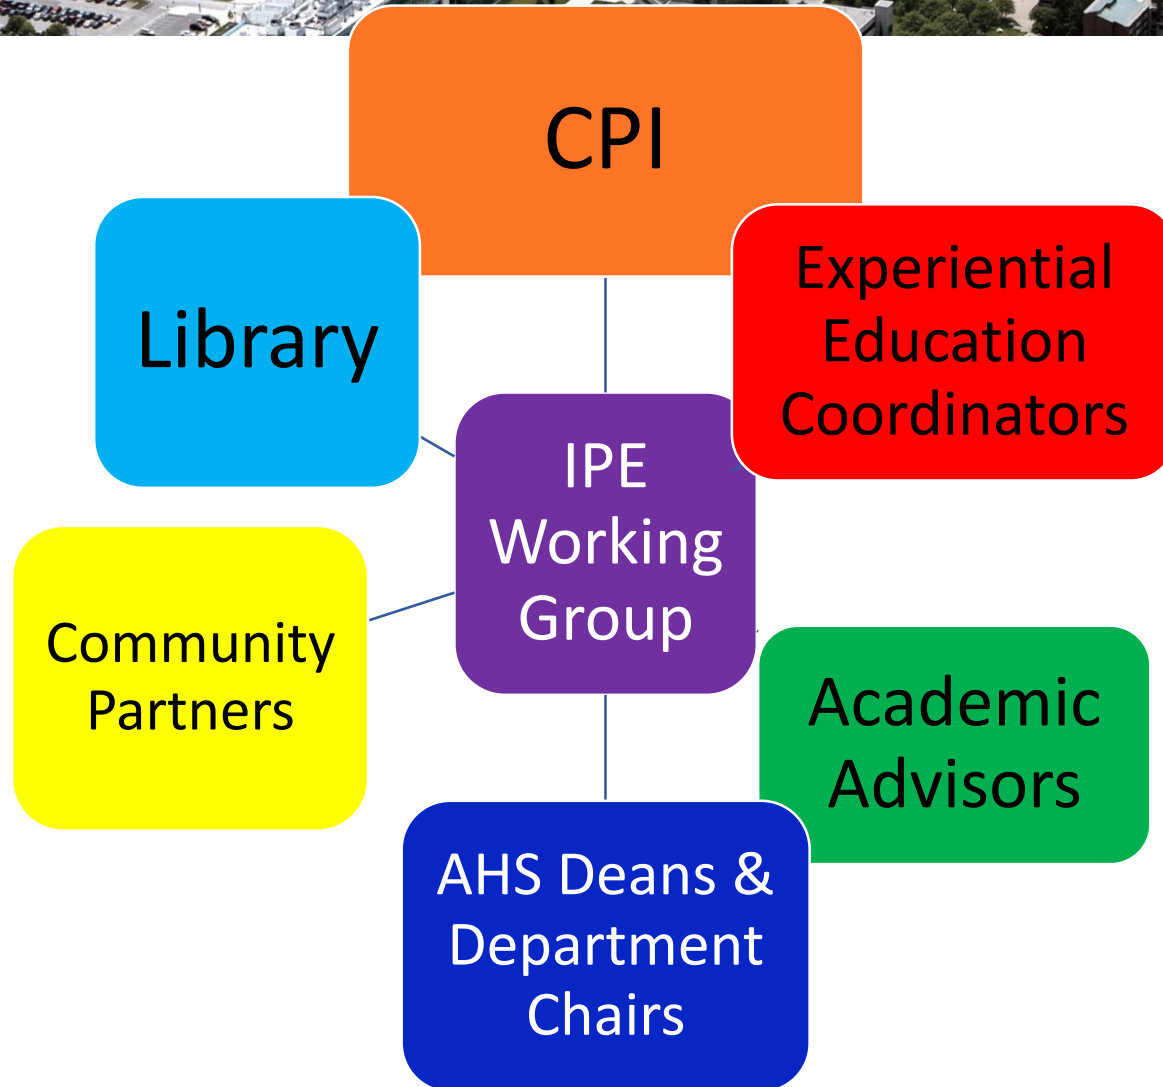 CPI
Library
Experiential
Education
Coordinators
IPE
Working
Group
Community
Partners
Academic
Advisors
AHS Deans &
Department
Chairs